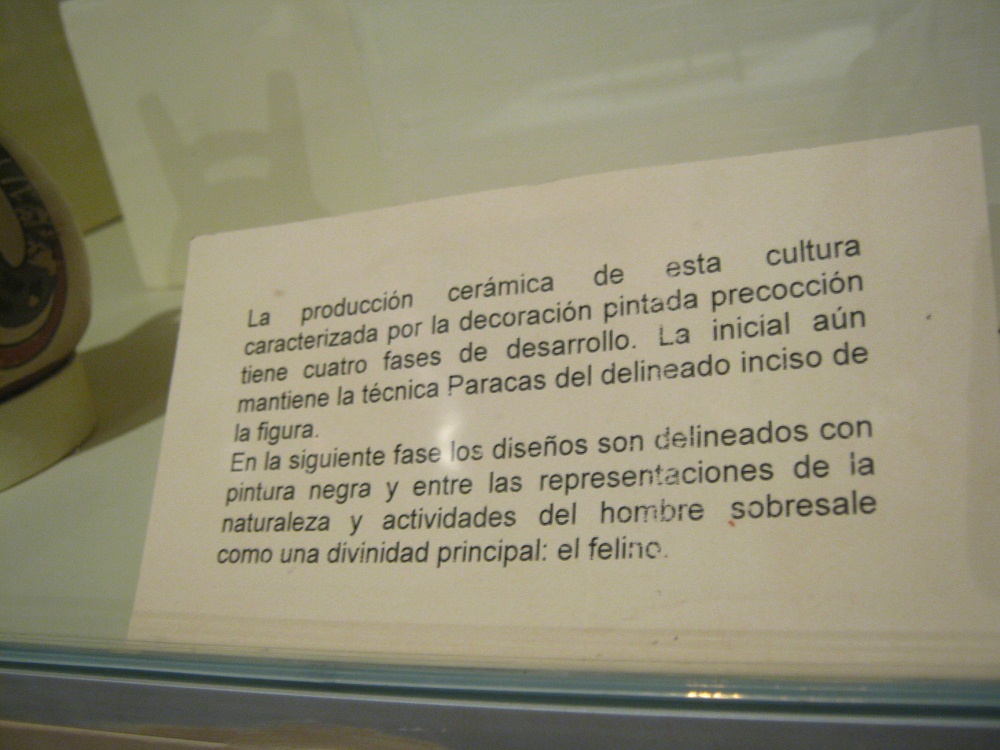 La producción cerámica de esta cultura
caracterizada por la decoración pintada precocción
tiene cuatro fases de desarrollo. La inicial aún
mantiene la técnica Paracas del delineado inciso de
la figura.
En la siguiente fase los diseños son delineados con
pintura negra y entre las representaciones de la
naturaleza y actividades del hombre sobresale
como una divinidad principal: el felino.